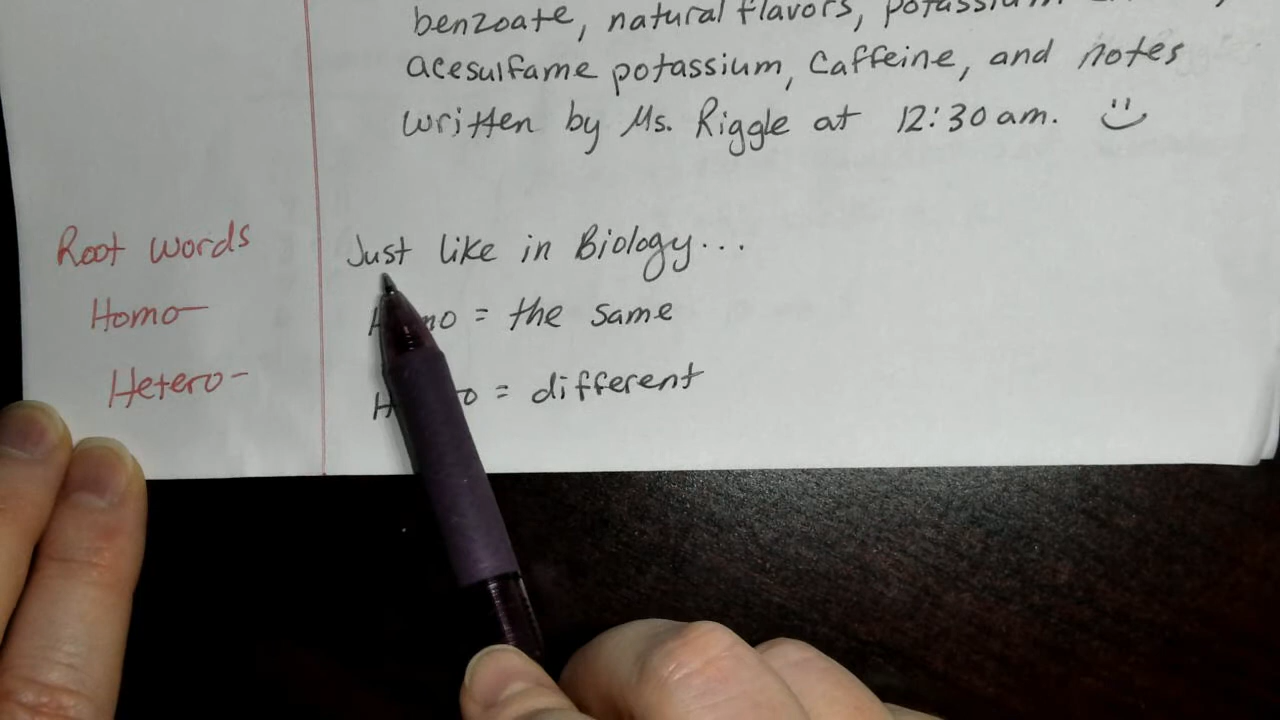 benzoate, natural flavors, potassium
acesulfame potassium, caffeine, and notes
written by Ms. Riggle at 12:30 am. :)
Root words Just like in Biology...
Homo- = the same
Hetero- = different